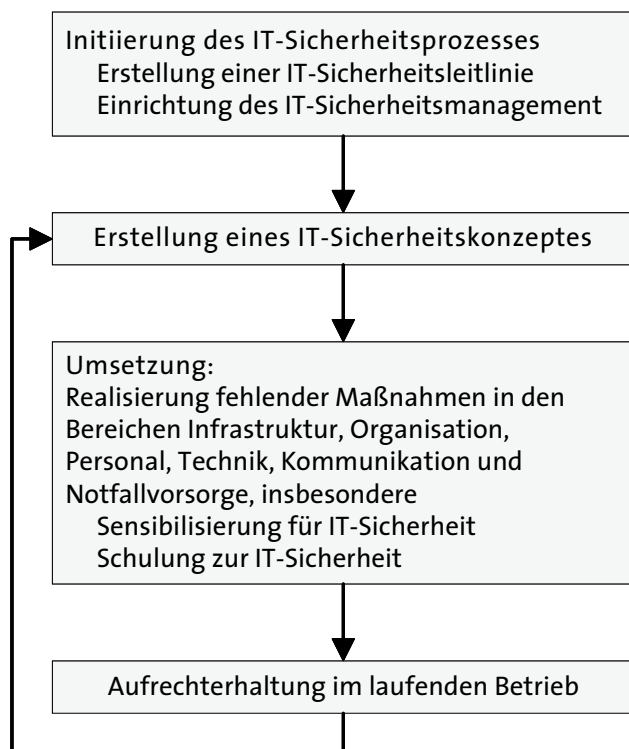 Initiierung des IT-Sicherheitsprozesses
Erstellung einer IT-Sicherheitsleitlinie
Einrichtung des IT-Sicherheitsmanagement
Erstellung eines IT-Sicherheitskonzeptes
Umsetzung:
Realisierung fehlender Maßnahmen in den
Bereichen Infrastruktur, Organisation,
Personal, Technik, Kommunikation und
Notfallvorsorge, insbesondere
Sensibilisierung für IT-Sicherheit
Schulung zur IT-Sicherheit
Aufrechterhaltung im laufenden Betrieb